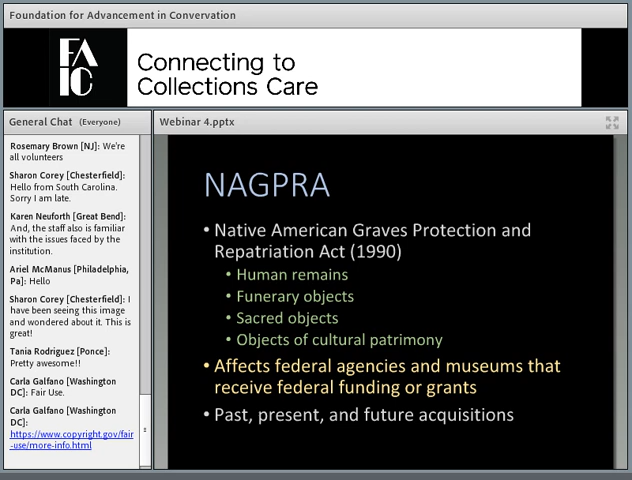 Foundation for Advancement in Convervation
FA
IC
Connecting to
Collections Care
General Chat (Everyone)
Rosemary Brown [NJ]: We're
all volunteers
Sharon Corey [Chesterfield]:
Hello from South Carolina.
Sorry I am late.
Karen Neuforth [Great Bend]:
And, the staff also is familiar
with the issues faced by the
institution.
Ariel McManus [Philadelphia,
Pa]: Hello
Sharon Corey [Chesterfield]: I
have been seeing this image
and wondered about it. This is
great!
Tania Rodriguez [Ponce]:
Pretty awesome!!
Carla Galfano [Washington
DC]: Fair Use.
Carla Galfano [Washington
DC]:
https://www.copyright.gov/fair
-use/more-info.html
Webinar 4.pptx
NAGPRA
• Native American Graves Protection and
Repatriation Act (1990)
• Human remains
• Funerary objects
• Sacred objects
• Objects of cultural patrimony
• Affects federal agencies and museums that
receive federal funding or grants
• Past, present, and future acquisitions